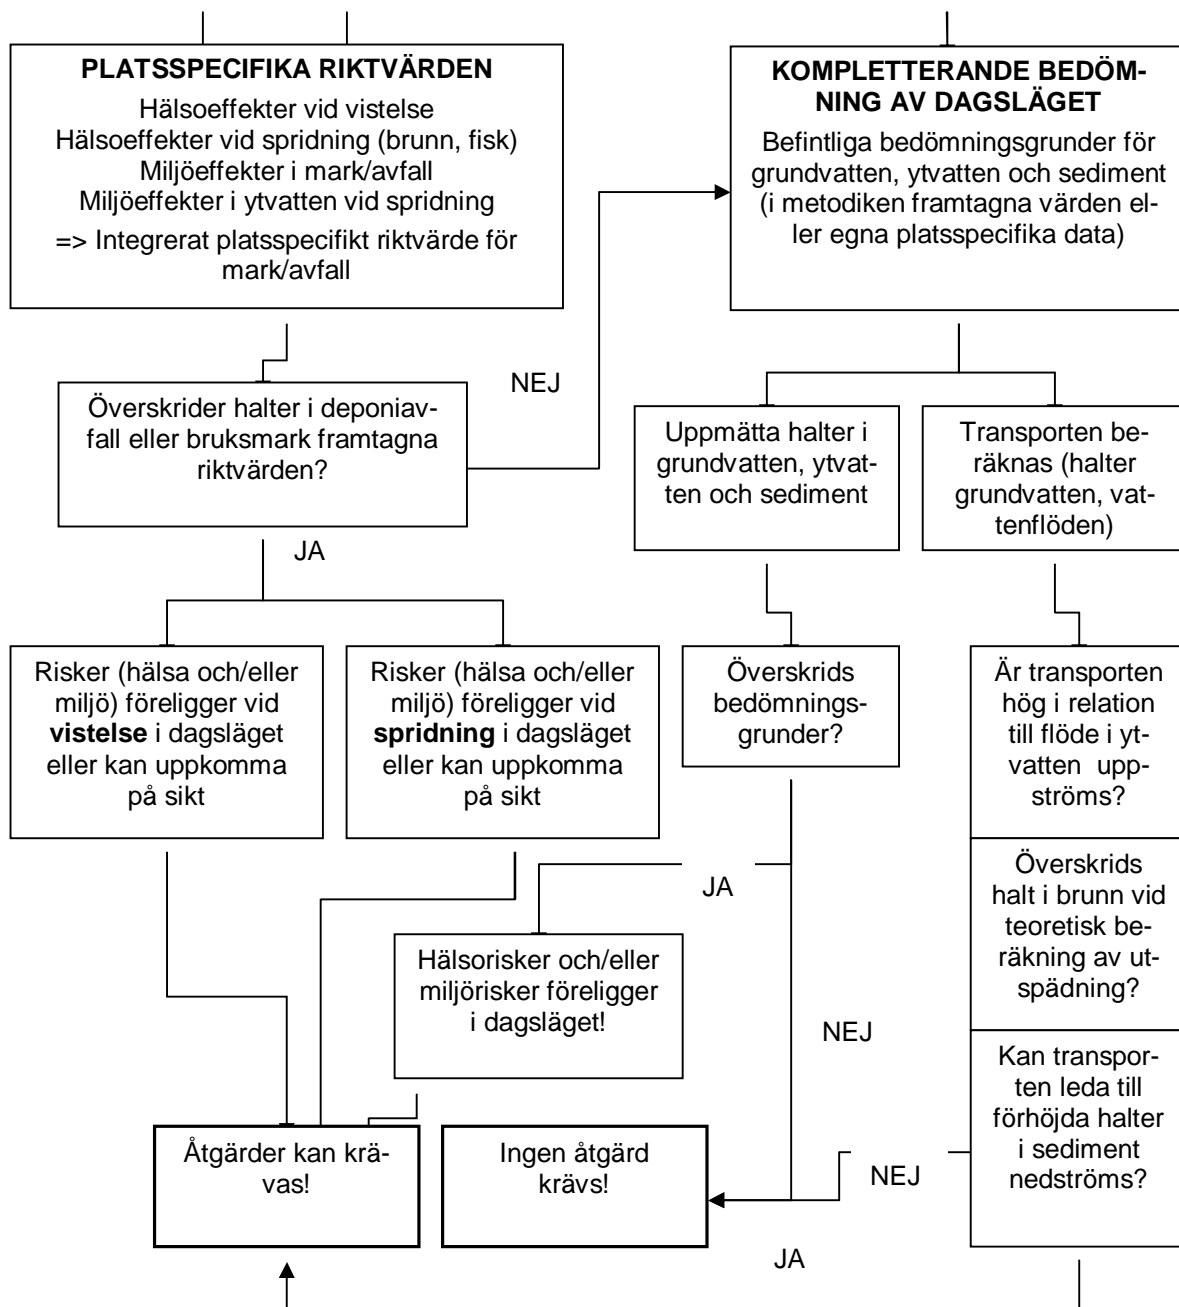 PLATSSPECIFIKA RIKTVÄRDEN
Hälsoeffekter vid vistelse
Hälsoeffekter vid spridning (brunn, fisk)
Miljöeffekter i mark/avfall
Miljöeffekter i ytvatten vid spridning
=> Integrerat platsspecifikt riktvärde för
mark/avfall
KOMPLETTERANDE BEDÖM-
NING AV DAGSLÄGET
Befintliga bedömningsgrunder för
grundvatten, ytvatten och sediment
(i metodiken framtagna värden el-
ler egna platsspecifika data)
NEJ
Överskrider halter i deponiav-
fall eller bruksmark framtagna
riktvärden?
Uppmätta halter i
grundvatten, ytvat-
ten och sediment
Transporten be-
räknas (halter
grundvatten, vat-
tenflöden)
JA
Risker (hälsa och/eller
miljö) föreligger vid
vistelse i dagsläget
eller kan uppkomma
på sikt
Risker (hälsa och/eller
miljö) föreligger vid
spridning i dagsläget
eller kan uppkomma
på sikt
Överskrids
bedömnings-
grunder?
Är transporten
hög i relation
till flöde i yt-
vatten upp-
ströms?
JA
Överskrids
halt i brunn vid
teoretisk be-
räkning av ut-
spädning?
Hälsorisker och/eller
miljörisker föreligger
i dagsläget!
NEJ
Kan transpor-
ten leda till
förhöjda halter
i sediment
nedströms?
Åtgärder kan krä-
vas!
Ingen åtgärd
krävs!
NEJ
JA